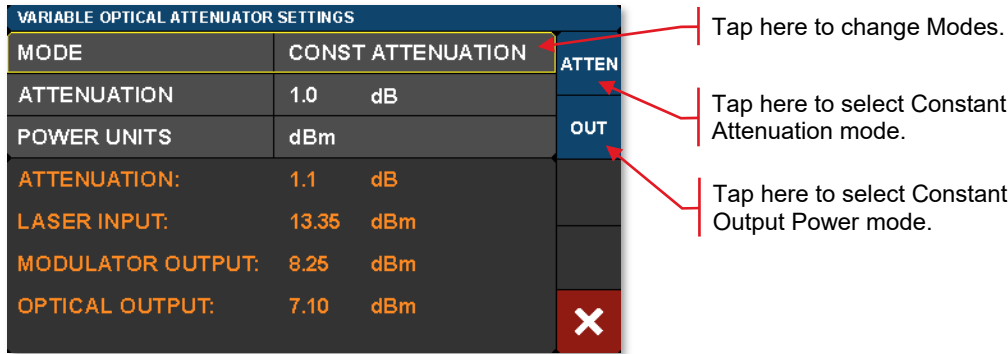 VARIABLE OPTICAL ATTENUATOR SETTINGS
MODE CONST ATTENUATION
ATTEN
ATTENUATION 1.0 dB
POWER UNITS dBm
OUT
ATTENUATION: 1.1 dB
LASER INPUT: 13.35 dBm
MODULATOR OUTPUT: 8.25 dBm
OPTICAL OUTPUT: 7.10 dBm
Tap here to change Modes.
Tap here to select Constant
Attenuation mode.
Tap here to select Constant
Output Power mode.